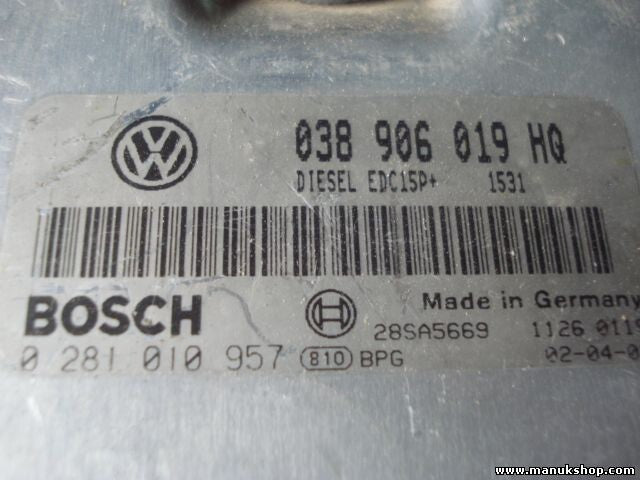 038 906 019 HQ
DIESEL EDC15P+ 1531
BOSCH
Made in Germany
28SA5669 1126
0 281 010 957 810 BPG
www.manukshop.com